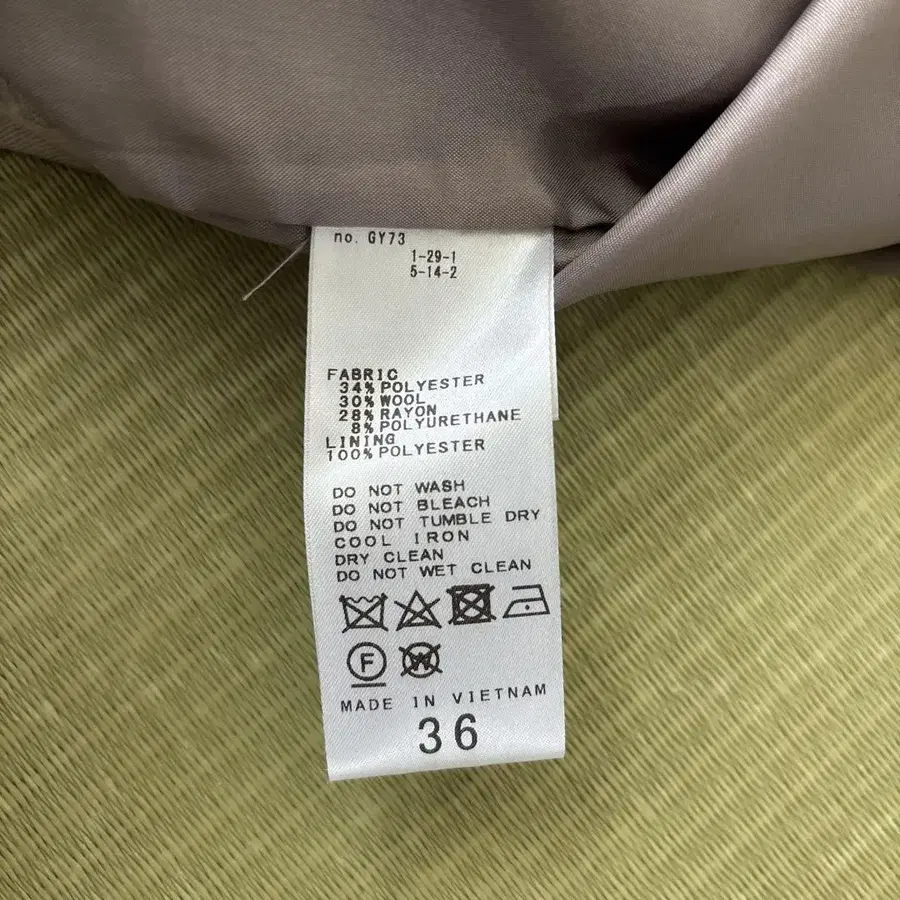 no. GY73
1-29-1
5-14-2
FABRIC
34% POLYESTER
30% WOOL
28% RAYON
8% POLYURETHANE
LINING
100% POLYESTER
DO NOT WASH
DO NOT BLEACH
DO NOT TUMBLE DRY
COOL IRON
DRY CLEAN
DO NOT WET CLEAN
F W
MADE IN VIETNAM
36